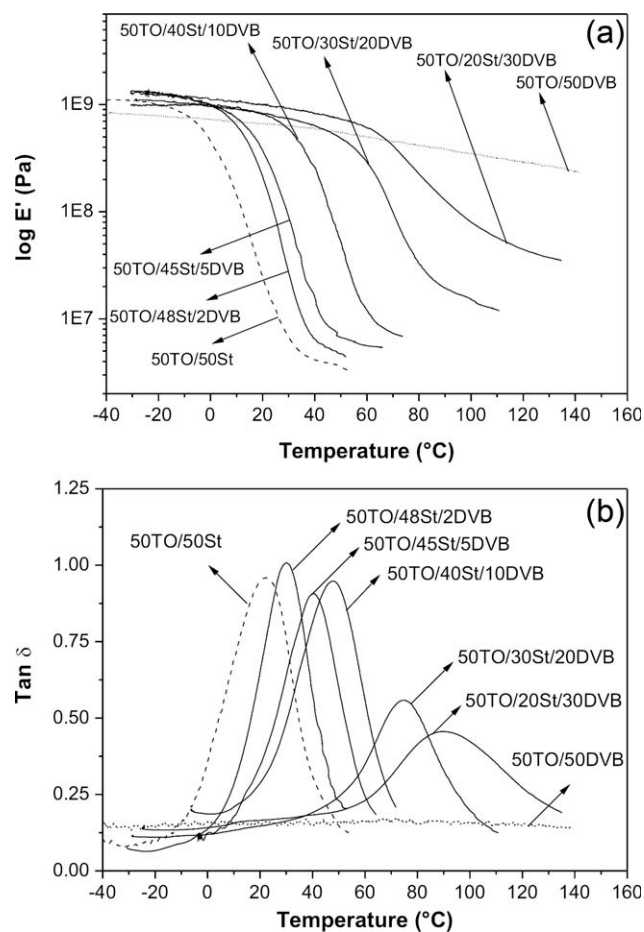 (a)
50TO/40St/10DVB
50TO/30St/20DVB
50TO/20St/30DVB
50TO/50DVB
1E9
1E8
1E7
log E' (Pa)
50TO/45St/5DVB
50TO/48St/2DVB
50TO/50St
-40 -20 0 20 40 60 80 100 120 140 160
Temperature (°C)
(b)
1.25
1.00
0.75
0.50
0.25
0.00
Tan δ
50TO/50St
50TO/48St/2DVB
50TO/45St/5DVB
50TO/40St/10DVB
50TO/30St/20DVB
50TO/20St/30DVB
50TO/50DVB
-40 -20 0 20 40 60 80 100 120 140 160
Temperature (°C)